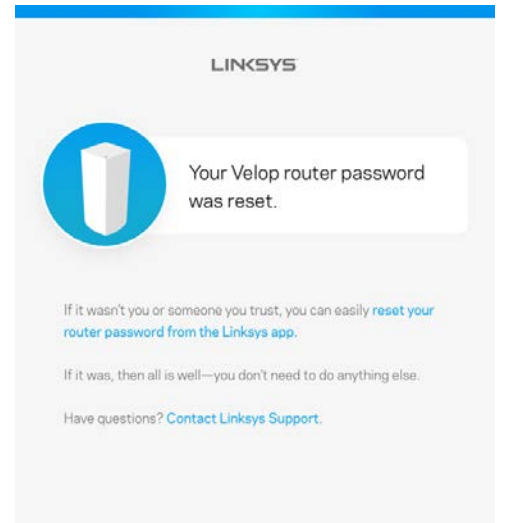 LINKSYS
Your Velop router password
was reset.
If it wasn't you or someone you trust, you can easily reset your
router password from the Linksys app.
If it was, then all is well—you don't need to do anything else.
Have questions? Contact Linksys Support.